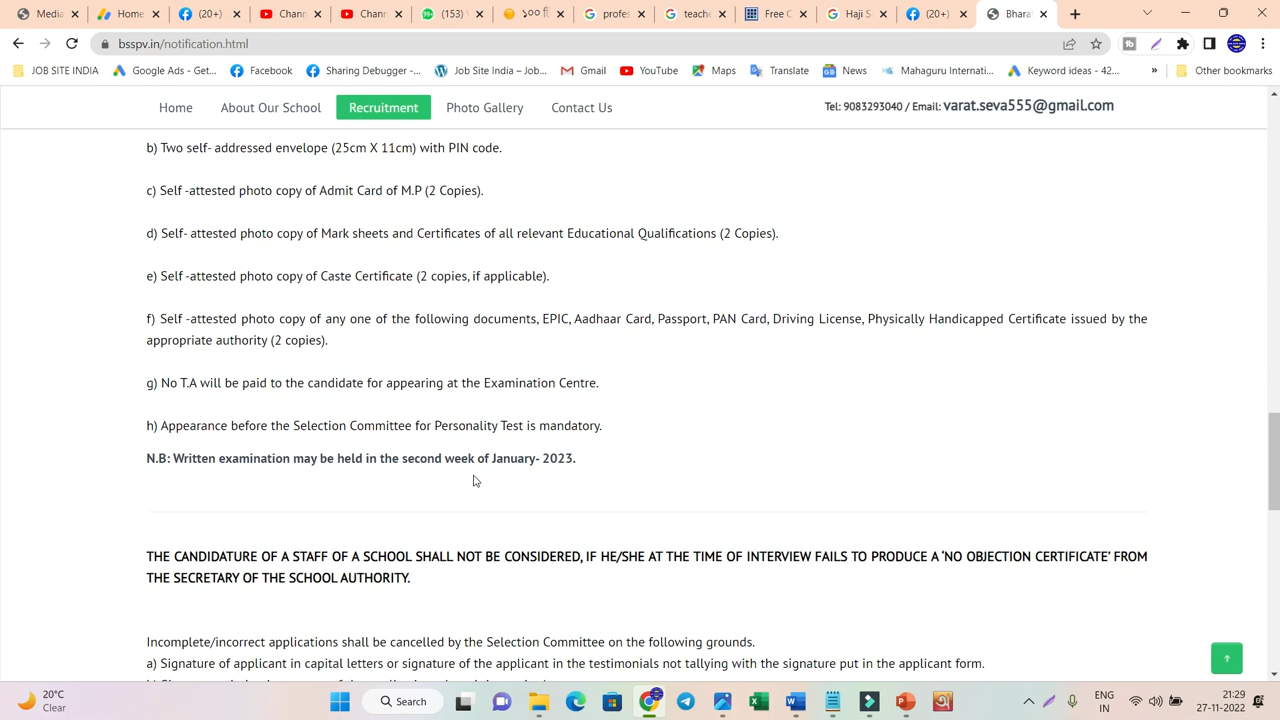 Media
Home
(20+)
Chann
Chann
(153)
profes
teache
Free C
Haji S
(20+)
Bharat
bsspv.in/notification.html
JOB SITE INDIA
Google Ads - Get...
Facebook
Sharing Debugger -...
Job Site India – Job...
Gmail
YouTube
Maps
Translate
News
Mahaguru Internati...
Keyword ideas - 42...
»
Other bookmarks
Home
About Our School
Recruitment
Photo Gallery
Contact Us
Tel: 9083293040 / Email: varat.seva555@gmail.com
b) Two self- addressed envelope (25cm X 11cm) with PIN code.
c) Self -attested photo copy of Admit Card of M.P (2 Copies).
d) Self- attested photo copy of Mark sheets and Certificates of all relevant Educational Qualifications (2 Copies).
e) Self -attested photo copy of Caste Certificate (2 copies, if applicable).
f) Self -attested photo copy of any one of the following documents, EPIC, Aadhaar Card, Passport, PAN Card, Driving License, Physically Handicapped Certificate issued by the
appropriate authority (2 copies).
g) No T.A will be paid to the candidate for appearing at the Examination Centre.
h) Appearance before the Selection Committee for Personality Test is mandatory.
N.B: Written examination may be held in the second week of January- 2023.
THE CANDIDATURE OF A STAFF OF A SCHOOL SHALL NOT BE CONSIDERED, IF HE/SHE AT THE TIME OF INTERVIEW FAILS TO PRODUCE A ‘NO OBJECTION CERTIFICATE’ FROM
THE SECRETARY OF THE SCHOOL AUTHORITY.
Incomplete/incorrect applications shall be cancelled by the Selection Committee on the following grounds.
a) Signature of applicant in capital letters or signature of the applicant in the testimonials not tallying with the signature put in the applicant form.
20°C
Clear
Search
ENG
IN
21:29
27-11-2022